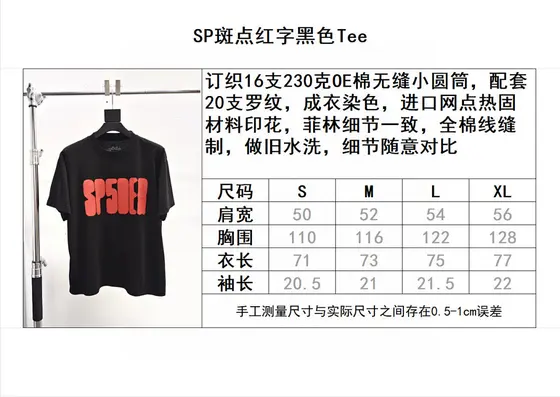 SP斑点红字黑色Tee
订织16支230克OE棉无缝小圆筒，配套
20支罗纹，成衣染色，进口网点热固
材料印花，菲林细节一致，全棉线缝
制，做旧水洗，细节随意对比
SP5DER
尺码 S M L XL
肩宽 50 52 54 56
胸围 110 116 122 128
衣长 71 73 75 77
袖长 20.5 21 21.5 22
手工测量尺寸与实际尺寸之间存在0.5-1cm误差